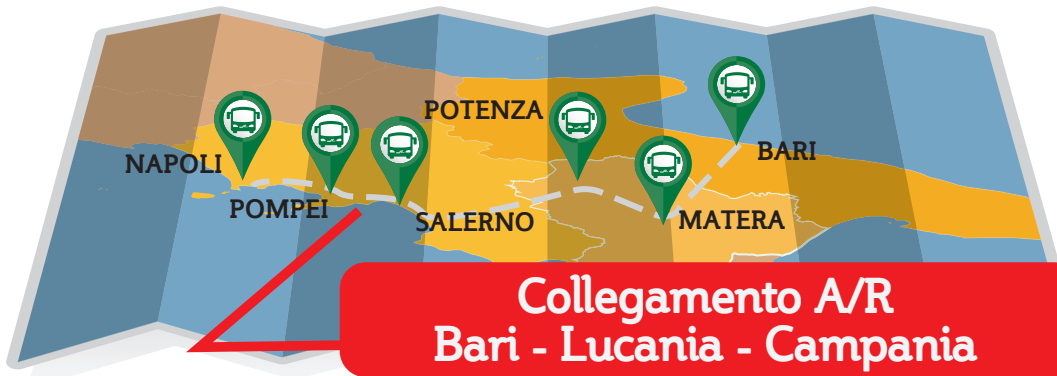 NAPOLI
POMPEI
SALERNO
POTENZA
MATERA
BARI
Collegamento A/R
Bari - Lucania - Campania